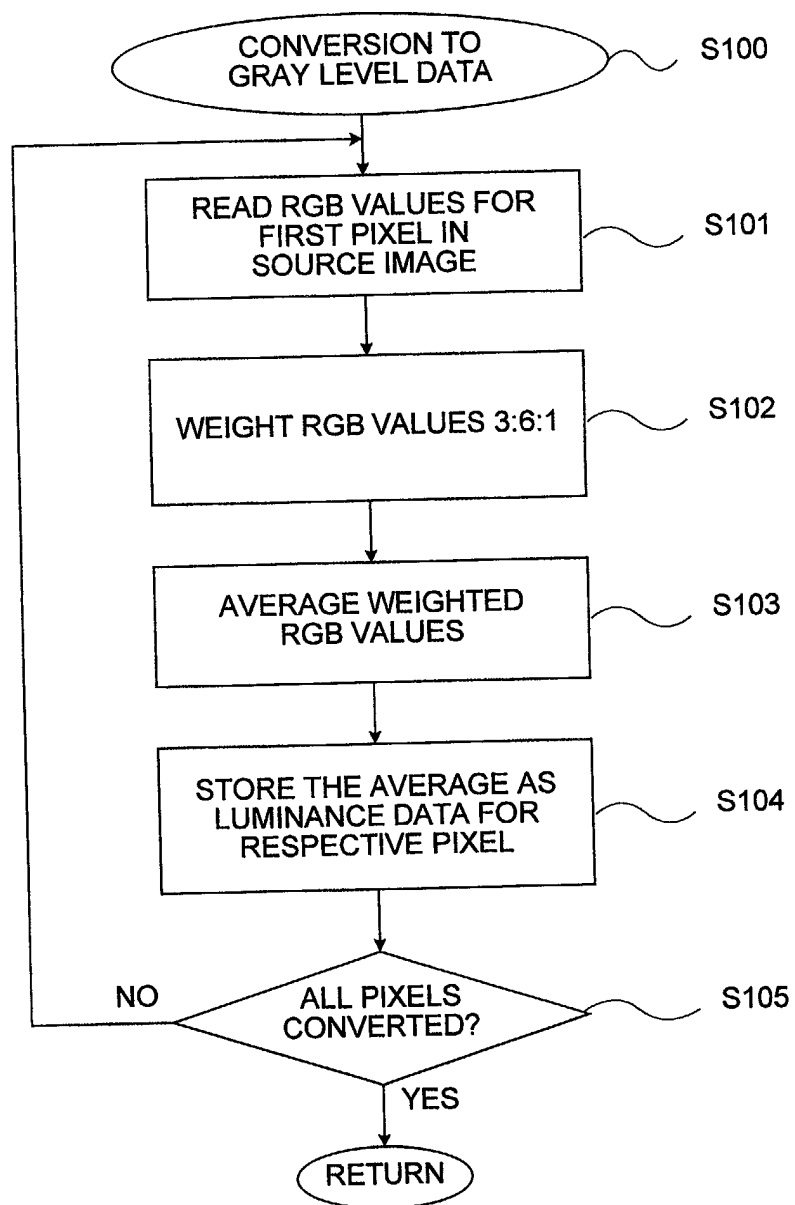 CONVERSION TO
GRAY LEVEL DATA
S100
READ RGB VALUES FOR
FIRST PIXEL IN
SOURCE IMAGE
S101
WEIGHT RGB VALUES 3:6:1
S102
AVERAGE WEIGHTED
RGB VALUES
S103
STORE THE AVERAGE AS
LUMINANCE DATA FOR
RESPECTIVE PIXEL
S104
NO
ALL PIXELS
CONVERTED?
S105
YES
RETURN